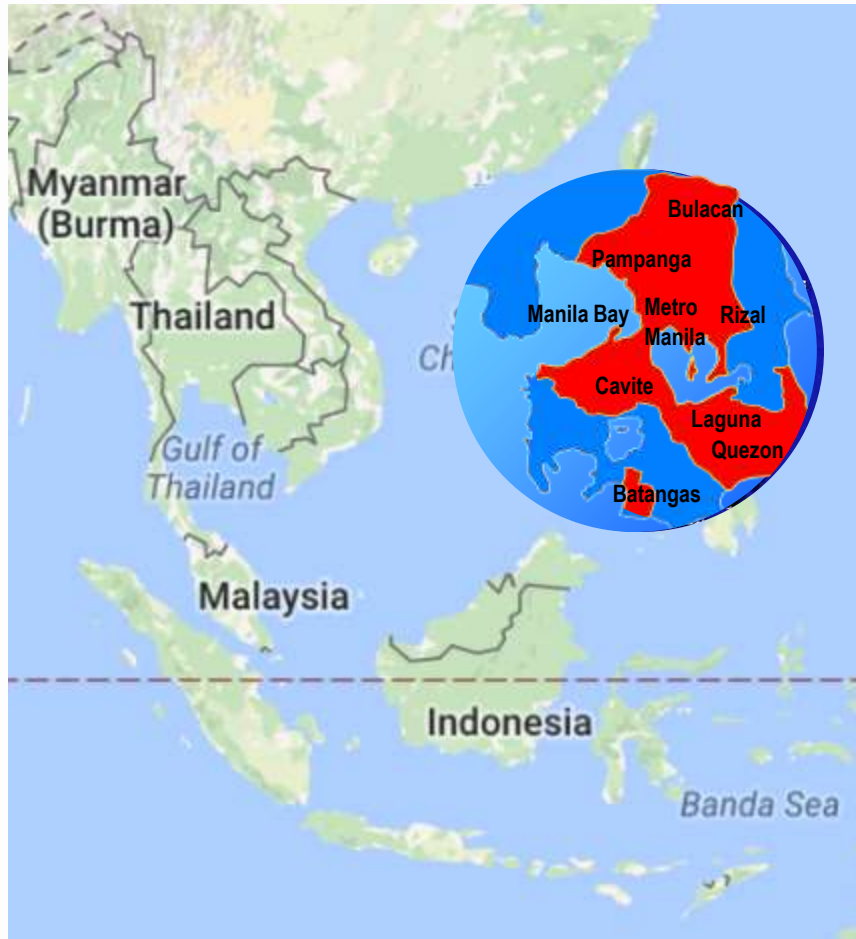 Myanmar
(Burma)
Thailand
Gulf of
Thailand
Malaysia
Indonesia
Banda Sea
Bulacan
Pampanga
Manila Bay
Metro
Manila
Rizal
Cavite
Laguna
Quezon
Batangas